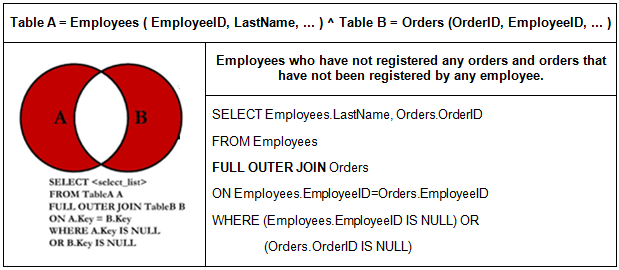 Table A = Employees ( EmployeeID, LastName, ... ) ^ Table B = Orders (OrderID, EmployeeID, ... )
Employees who have not registered any orders and orders that
have not been registered by any employee.
A B
SELECT <select_list>
FROM TableA A
FULL OUTER JOIN TableB B
ON A.Key = B.Key
WHERE A.Key IS NULL
OR B.Key IS NULL
SELECT Employees.LastName, Orders.OrderID
FROM Employees
FULL OUTER JOIN Orders
ON Employees.EmployeeID=Orders.EmployeeID
WHERE (Employees.EmployeeID IS NULL) OR
(Orders.OrderID IS NULL)